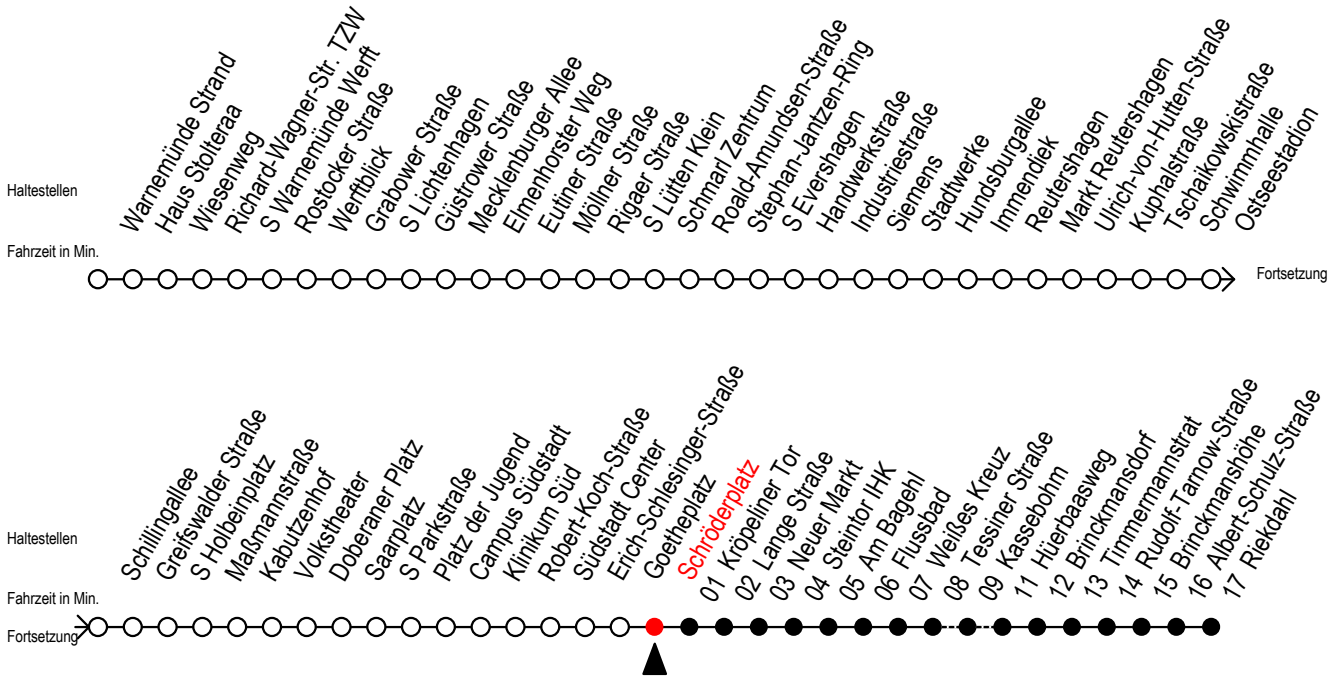 Haltestellen
Warnemünde Strand
Haus Stolteraa
Wiesenweg
Richard-Wagner-Str. TZW
S Warnemünde Werft
Rostocker Straße
Werftblick
Grabower Straße
S Lichtenhagen
Güstrower Straße
Mecklenburger Allee
Elmenhorster Weg
Eutiner Straße
Möllner Straße
Rigaer Straße
S Lütten Klein
Schmarl Zentrum
Roald-Amundsen-Straße
Stephan-Jantzen-Ring
S Evershagen
Handwerkstraße
Industriestraße
Siemens
Stadtwerke
Hundsburgallee
Immendiek
Reutershagen
Markt Reutershagen
Ulrich-von-Hutten-Straße
Kuphalstraße
Tschaikowskistraße
Schwimmhalle
Ostseestadion
Fahrzeit in Min.
Fortsetzung
Haltestellen
Schillingallee
Greifswalder Straße
S Holbeinplatz
Maßmannstraße
Kabutzenhof
Volkstheater
Doberaner Platz
Saarplatz
S Parkstraße
Platz der Jugend
Campus Südstadt
Klinikum Süd
Robert-Koch-Straße
Südstadt Center
Erich-Schlesinger-Straße
Goetheplatz
Schröderplatz
01 Kröpeliner Tor
02 Lange Straße
03 Neuer Markt
04 Steintor IHK
05 Am Bagehl
06 Flussbad
07 Weißes Kreuz
08 Tessiner Straße
09 Kassebohm
11 Hüerbaasweg
12 Brinckmansdorf
13 Timmermannstrat
14 Rudolf-Tarnow-Straße
15 Brinckmanshöhe
16 Albert-Schulz-Straße
17 Riekdahl
Fahrzeit in Min.
Fortsetzung